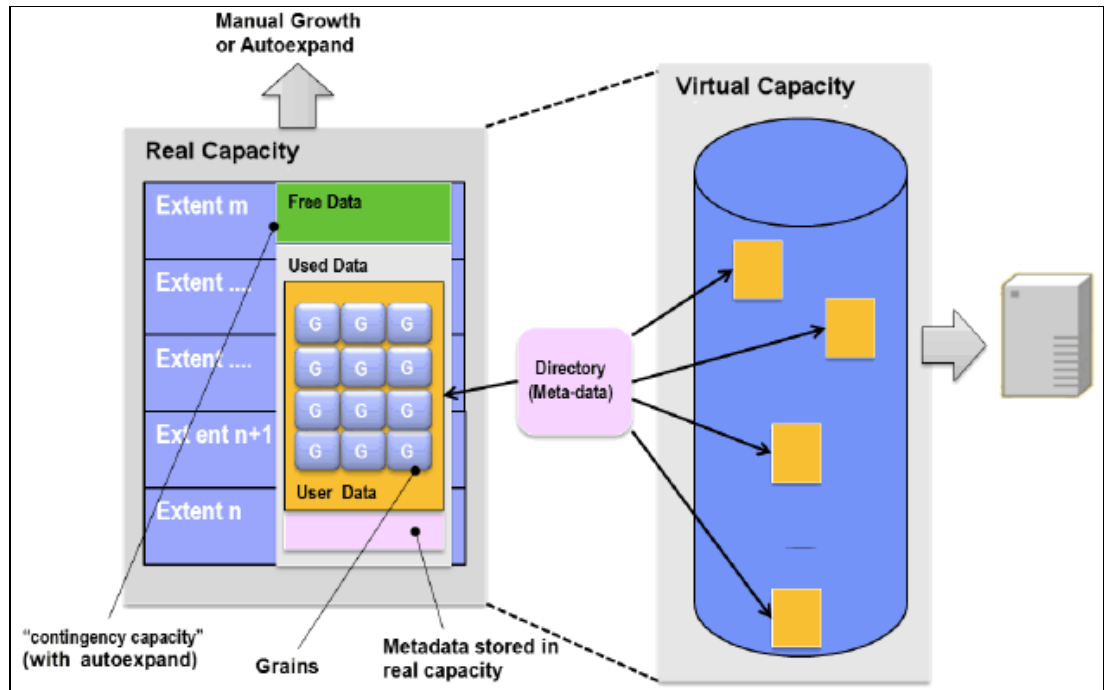 Manual Growth
or Autoexpand
Real Capacity
Virtual Capacity
Extent m
Free Data
Extent ....
Used Data
G G G
Extent ....
G G G
G G G
Ext ent n+1
G G G
User Data
Extent n
Directory
(Meta-data)
"contingency capacity"
(with autoexpand)
Grains
Metadata stored in
real capacity